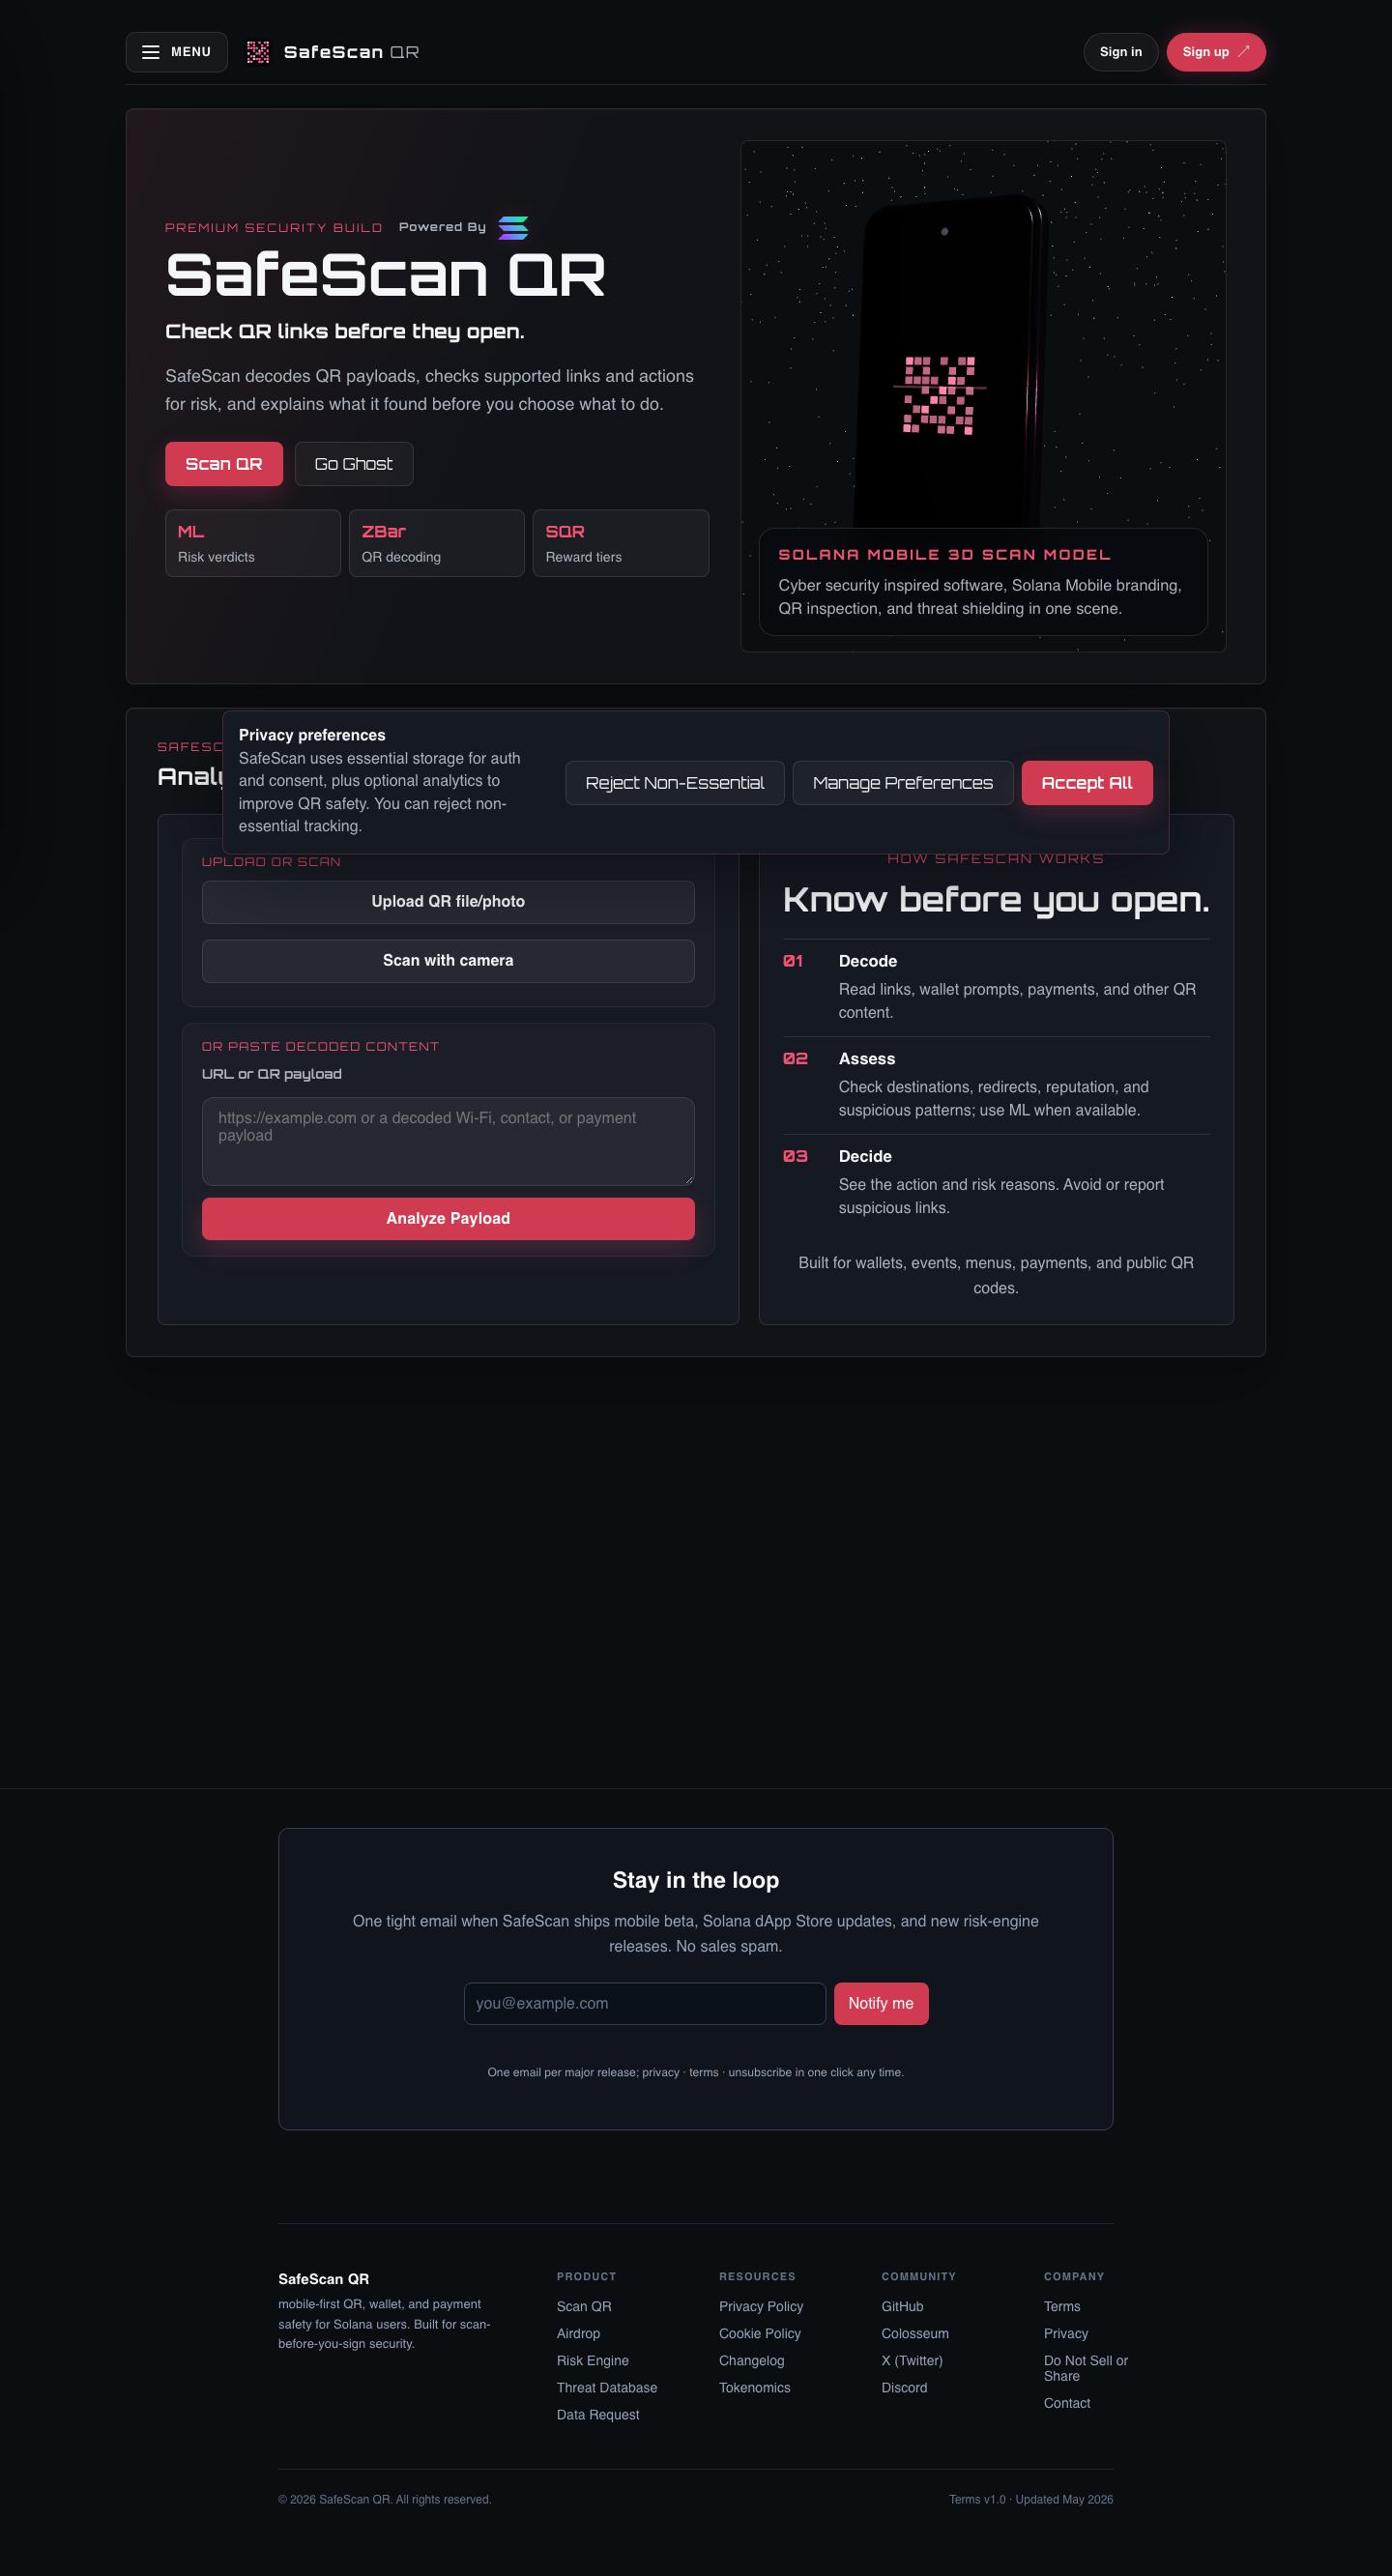 MENU
SafeScan QR
Sign in
Sign up
PREMIUM SECURITY BUILD
Powered By
SafeScan QR
Check QR links before they open.
SafeScan decodes QR payloads, checks supported links and actions
for risk, and explains what it found before you choose what to do.
Scan QR
Go Ghost
ML
Risk verdicts
ZBar
QR decoding
SQR
Reward tiers
SOLANA MOBILE 3D SCAN MODEL
Cyber security inspired software, Solana Mobile branding,
QR inspection, and threat shielding in one scene.
Privacy preferences
SafeScan uses essential storage for auth
and consent, plus optional analytics to
improve QR safety. You can reject non-
essential tracking.
Reject Non-Essential
Manage Preferences
Accept All
UPLOAD OR SCAN
Upload QR file/photo
Scan with camera
OR PASTE DECODED CONTENT
URL or QR payload
https://example.com or a decoded Wi-Fi, contact, or payment
payload
Analyze Payload
HOW SAFESCAN WORKS
Know before you open.
01
Decode
Read links, wallet prompts, payments, and other QR
content.
02
Assess
Check destinations, redirects, reputation, and
suspicious patterns; use ML when available.
03
Decide
See the action and risk reasons. Avoid or report
suspicious links.
Built for wallets, events, menus, payments, and public QR
codes.
Stay in the loop
One tight email when SafeScan ships mobile beta, Solana dApp Store updates, and new risk-engine
releases. No sales spam.
you@example.com
Notify me
One email per major release; privacy · terms · unsubscribe in one click any time.
SafeScan QR
mobile-first QR, wallet, and payment
safety for Solana users. Built for scan-
before-you-sign security.
PRODUCT
Scan QR
Airdrop
Risk Engine
Threat Database
Data Request
RESOURCES
Privacy Policy
Cookie Policy
Changelog
Tokenomics
COMMUNITY
GitHub
Colosseum
X (Twitter)
Discord
COMPANY
Terms
Privacy
Do Not Sell or
Share
Contact
© 2026 SafeScan QR. All rights reserved.
Terms v1.0 · Updated May 2026